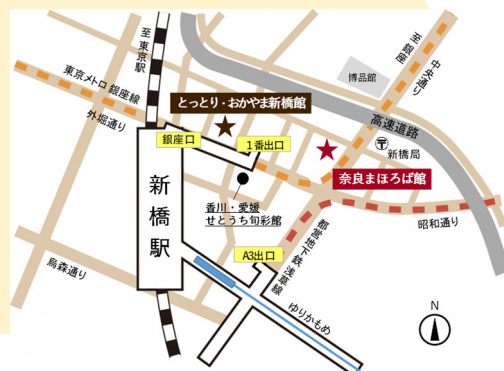 至 東京駅
東京メトロ 銀座線
外堀通り
とっとり・おかやま新橋館
銀座口
1番出口
新橋駅
香川・愛媛
せとうち旬彩館
A3出口
烏森通り
ゆりかもめ
都営地下鉄 浅草線
博品館
至 銀座
中央通り
高速道路
〒
新橋局
奈良まほろば館
昭和通り
N